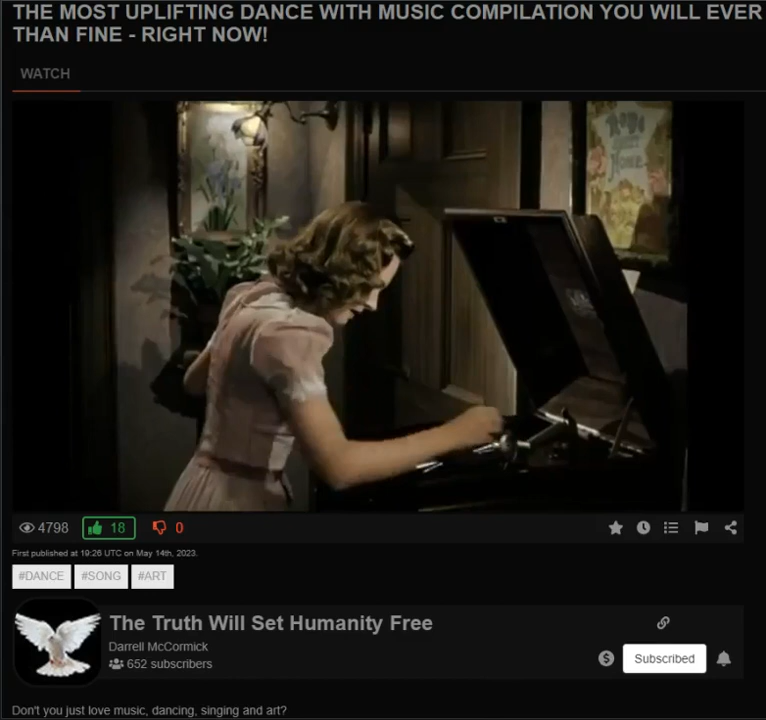 THE MOST UPLIFTING DANCE WITH MUSIC COMPILATION YOU WILL EVER
THAN FINE - RIGHT NOW!
WATCH
HOME
4798 18 0
First published at 19:26 UTC on May 14th, 2023.
#DANCE #SONG #ART
The Truth Will Set Humanity Free
Darrell McCormick
652 subscribers
Subscribed
Don't you just love music, dancing, singing and art?